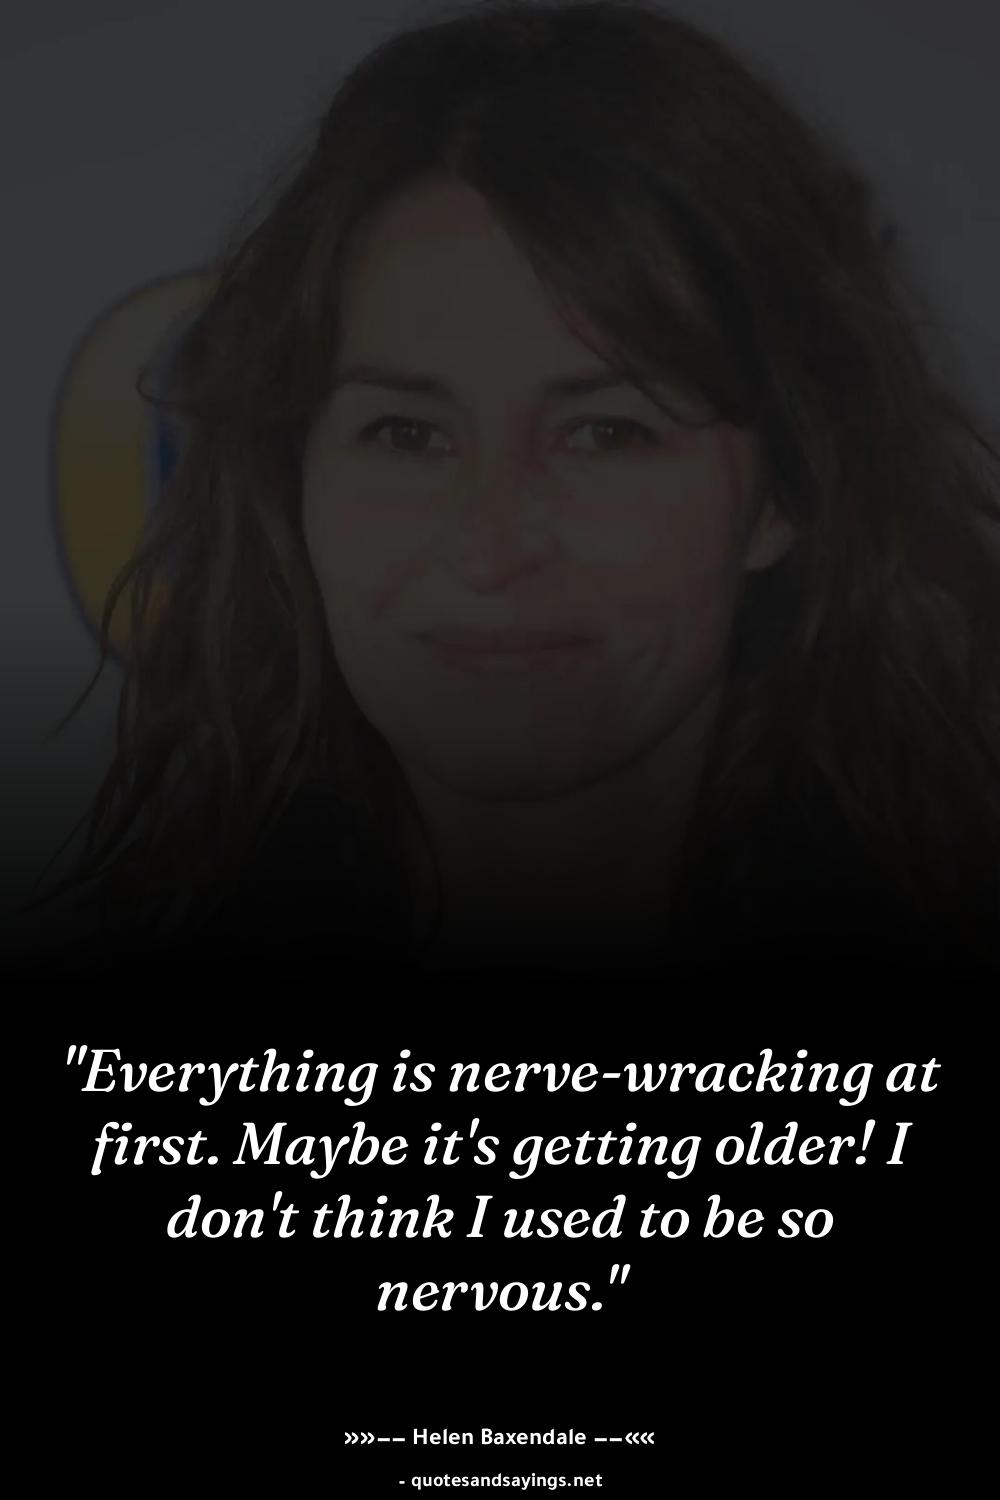 "Everything is nerve-wracking at
first. Maybe it's getting older! I
don't think I used to be so
nervous."
»»−− Helen Baxendale −−««
- quotesandsayings.net